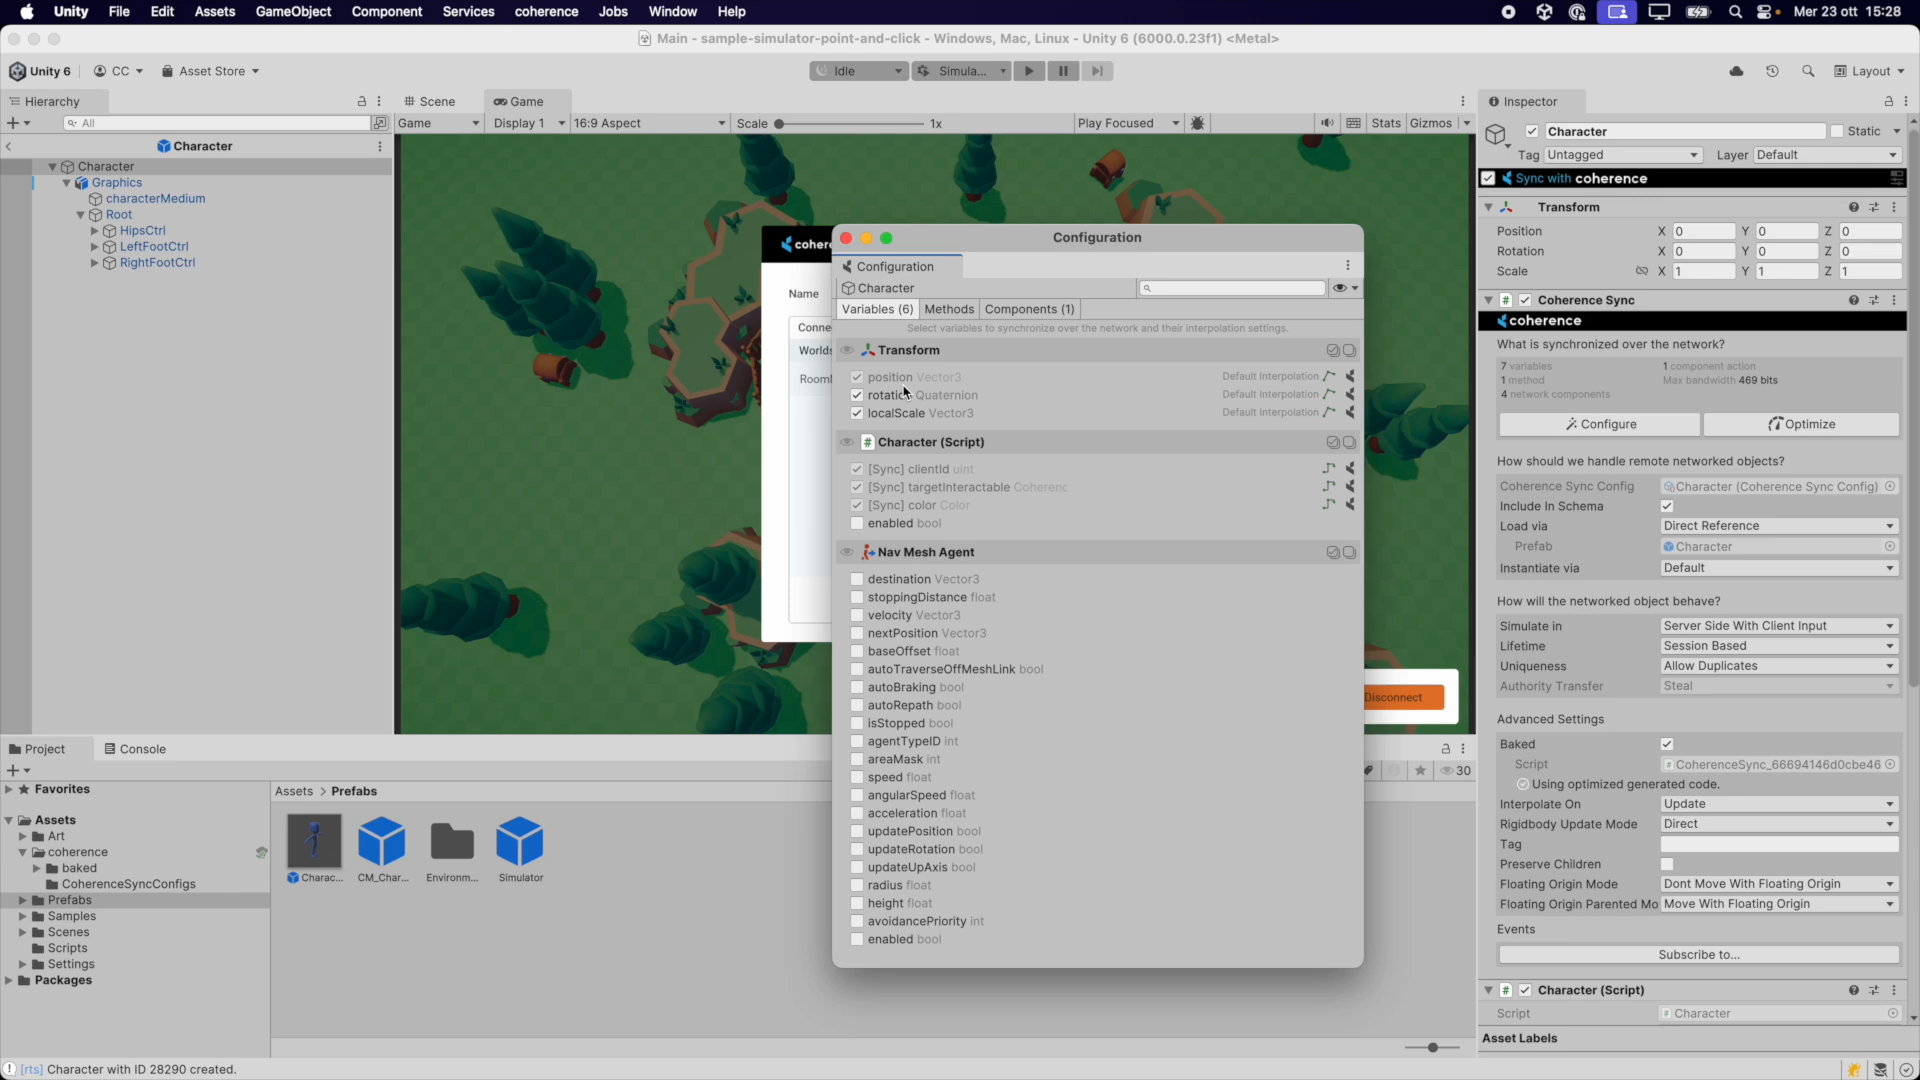 Unity File Edit Assets GameObject Component Services coherence Jobs Window Help
Mer 23 ott 15:28
Main - sample-simulator-point-and-click - Windows, Mac, Linux - Unity 6 (6000.0.23f1) <Metal>
Unity 6 CC Asset Store
Idle Simula...
Layout
Hierarchy
All
Character
Character
Graphics
characterMedium
Root
HipsCtrl
LeftFootCtrl
RightFootCtrl
Scene Game
Game Display 1 16:9 Aspect Scale 1x Play Focused Stats Gizmos
Name
Conne
Worlds
Disconnect
Configuration
Configuration
Character
Variables (6) Methods Components (1)
Select variables to synchronize over the network and their interpolation settings.
Transform
position Vector3 Default Interpolation
Quaternion Default Interpolation
localScale Vector3 Default Interpolation
Character (Script)
[Sync] clientId uint
[Sync] targetInteractable Coherenc
[Sync] color Color
enabled bool
Nav Mesh Agent
destination Vector3
stoppingDistance float
velocity Vector3
nextPosition Vector3
baseOffset float
autoTraverseOffMeshLink bool
autoBraking bool
autoRepath bool
isStopped bool
agentTypeID int
areaMask int
speed float
angularSpeed float
acceleration float
updatePosition bool
updateRotation bool
updateUpAxis bool
radius float
height float
avoidancePriority int
enabled bool
Inspector
Character Static
Tag Untagged Layer Default
Sync with coherence
Transform
Position X 0 Y 0 Z 0
Rotation X 0 Y 0 Z 0
Scale X 1 Y 1 Z 1
Coherence Sync
coherence
What is synchronized over the network?
7 variables 1 component action
1 method Max bandwidth 469 bits
4 network components
Configure Optimize
How should we handle remote networked objects?
Coherence Sync Config Character (Coherence Sync Config)
Include In Schema
Load via Direct Reference
Prefab Character
Instantiate via Default
How will the networked object behave?
Simulate in Server Side With Client Input
Lifetime Session Based
Uniqueness Allow Duplicates
Authority Transfer Steal
Advanced Settings
Baked
Script CoherenceSync_66694146d0cbe46
Using optimized generated code.
Interpolate On Update
Rigidbody Update Mode Direct
Tag
Preserve Children
Floating Origin Mode Dont Move With Floating Origin
Floating Origin Parented Mo Move With Floating Origin
Events
Subscribe to...
Character (Script)
Script Character
Asset Labels
Project Console
30
Favorites
Assets
Art
coherence
baked
CoherenceSyncConfigs
Prefabs
Samples
Scenes
Scripts
Settings
Packages
Assets > Prefabs
Charac... CM_Char... Environm... Simulator
[rts] Character with ID 28290 created.